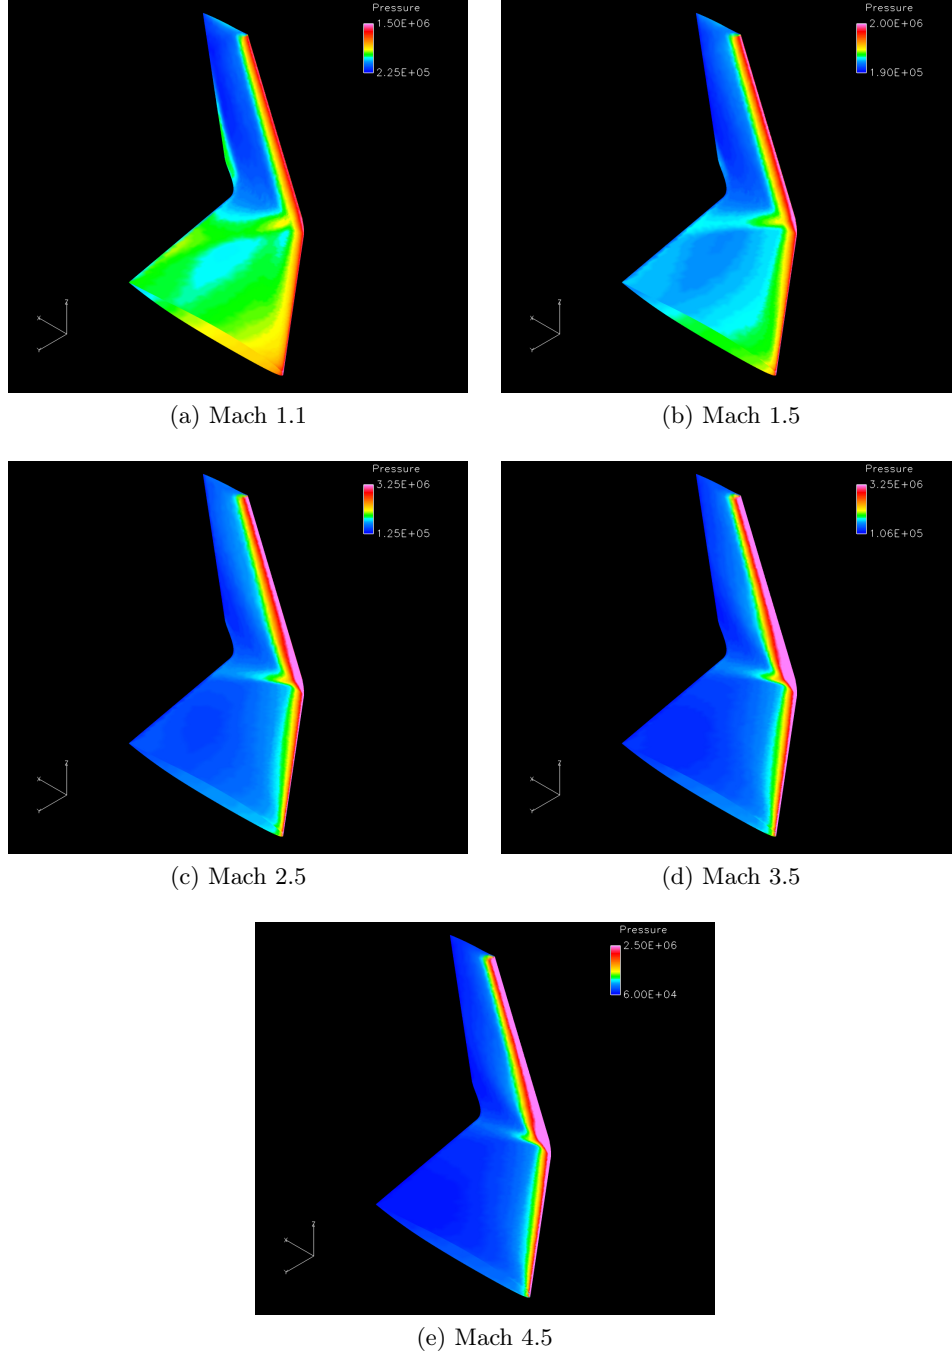 Pressure
1.50E+06
2.25E+05
Z
X
Y
(a) Mach 1.1
Pressure
2.00E+06
1.90E+05
Z
X
Y
(b) Mach 1.5
Pressure
3.25E+06
1.25E+05
Z
X
Y
(c) Mach 2.5
Pressure
3.25E+06
1.06E+05
Z
X
Y
(d) Mach 3.5
Pressure
2.50E+06
6.00E+04
Z
X
Y
(e) Mach 4.5